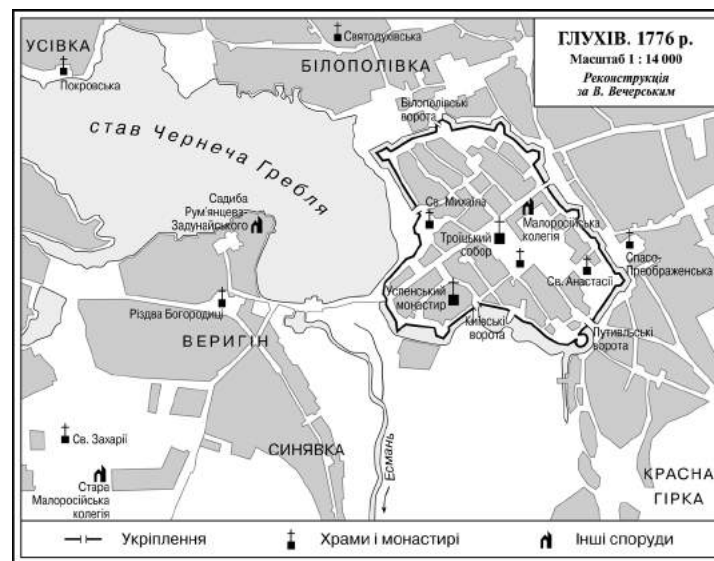 ГЛУХІВ. 1776 р.
Масштаб 1 : 14 000
Реконструкція
за В. Вечерським
УСІВКА
Покровська
Святодухівська
БІЛОПОЛІВКА
Білополівські
ворота
став Чернеча Гребля
Садиба
Рум'янцева-
Задунайського
Св. Михаїла
Троїцький
собор
Малоросійська
колегія
Спасо-
Преображенська
Св. Анастасії
Успенський
монастир
Київські
ворота
Путивльські
ворота
Різдва Богородиці
ВЕРИГІН
Св. Захарії
Стара
Малоросійська
колегія
СИНЯВКА
Есмань
КРАСНА
ГІРКА
Укріплення
Храми і монастирі
Інші споруди